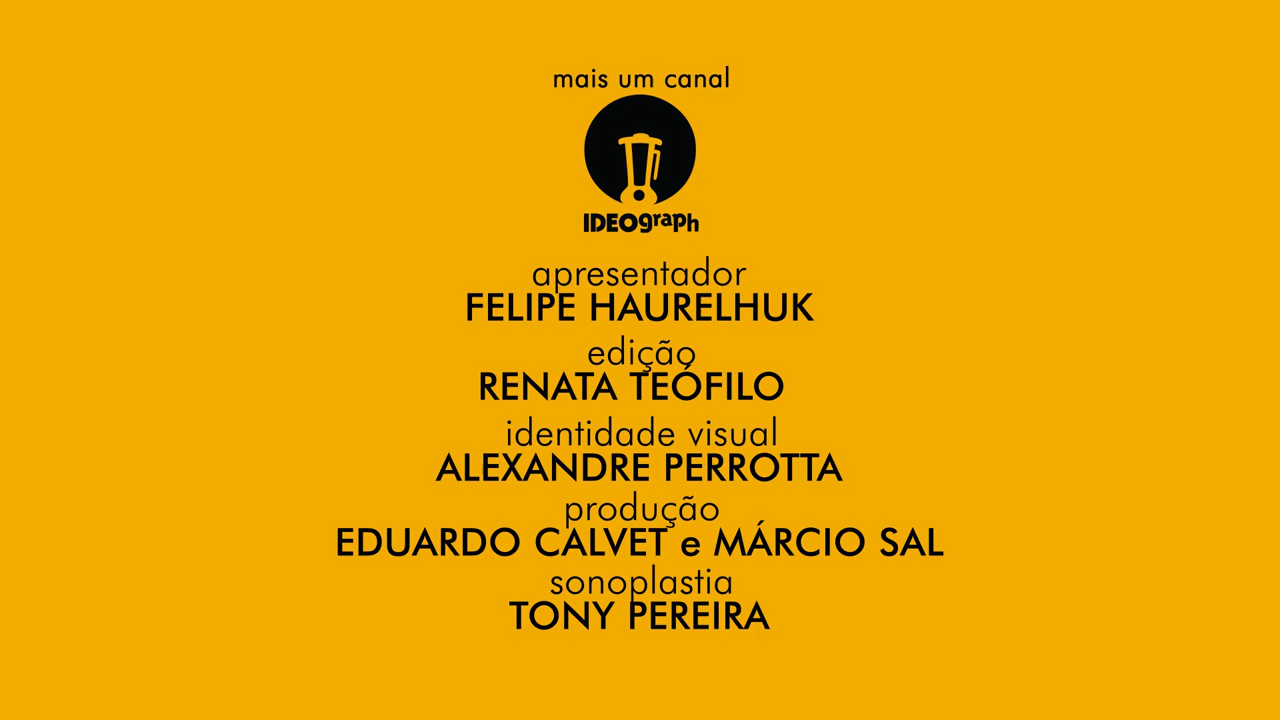 mais um canal
IDEOgraph
apresentador
FELIPE HAURELHUK
edição
RENATA TEÓFILO
identidade visual
ALEXANDRE PERROTTA
produção
EDUARDO CALVET e MÁRCIO SAL
sonoplastia
TONY PEREIRA